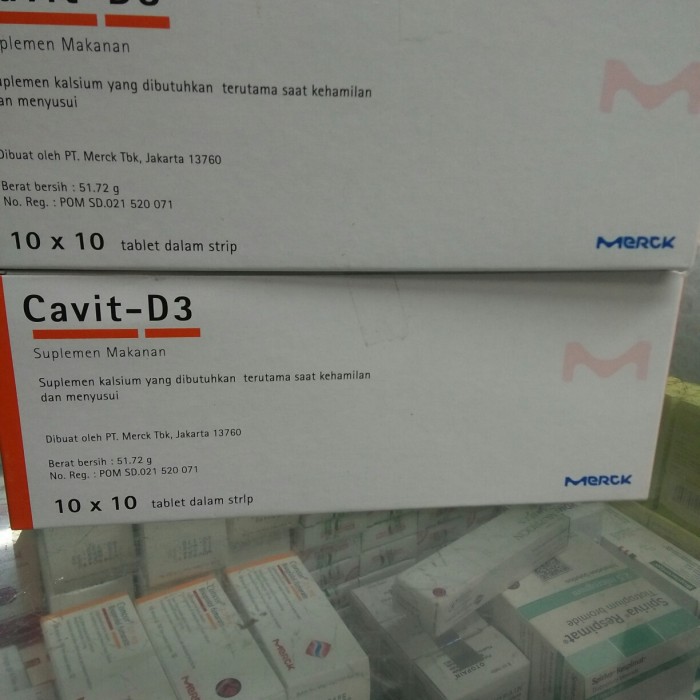 Suplemen kalsium yang dibutuhkan terutama saat kehamilan
dan menyusui
Dibuat oleh PT. Merck Tbk, Jakarta 13760
Berat bersih : 51.72 g
No. Reg. : POM SD.021 520 071
10 x 10 tablet dalam strip
MERCK
Cavit-D3
Suplemen Makanan
Suplemen kalsium yang dibutuhkan terutama saat kehamilan
dan menyusui
Dibuat oleh PT. Merck Tbk, Jakarta 13760
Berat bersih : 51.72 g
No. Reg. : POM SD.021 520 071
10 x 10 tablet dalam strip
MERCK
MERCK
Spiriva® Respimat®
Tiotropium bromide